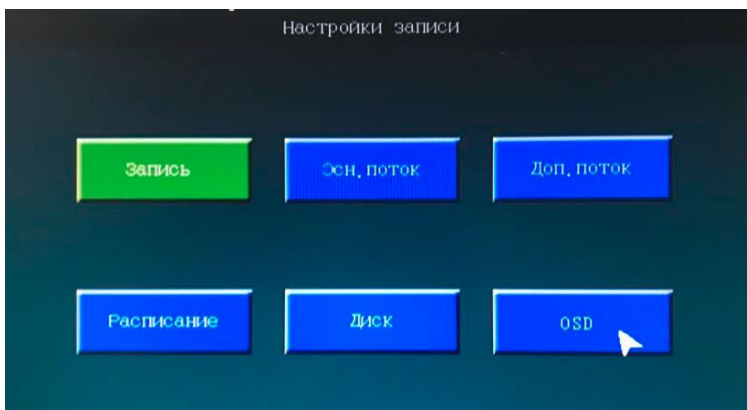 Настройки записи
Запись
Осн.поток
Доп.поток
Расписание
Диск
OSD